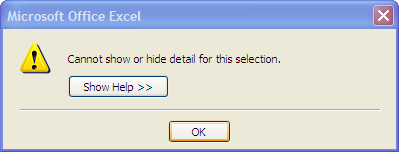 Microsoft Office Excel
Cannot show or hide detail for this selection.
Show Help >>
OK